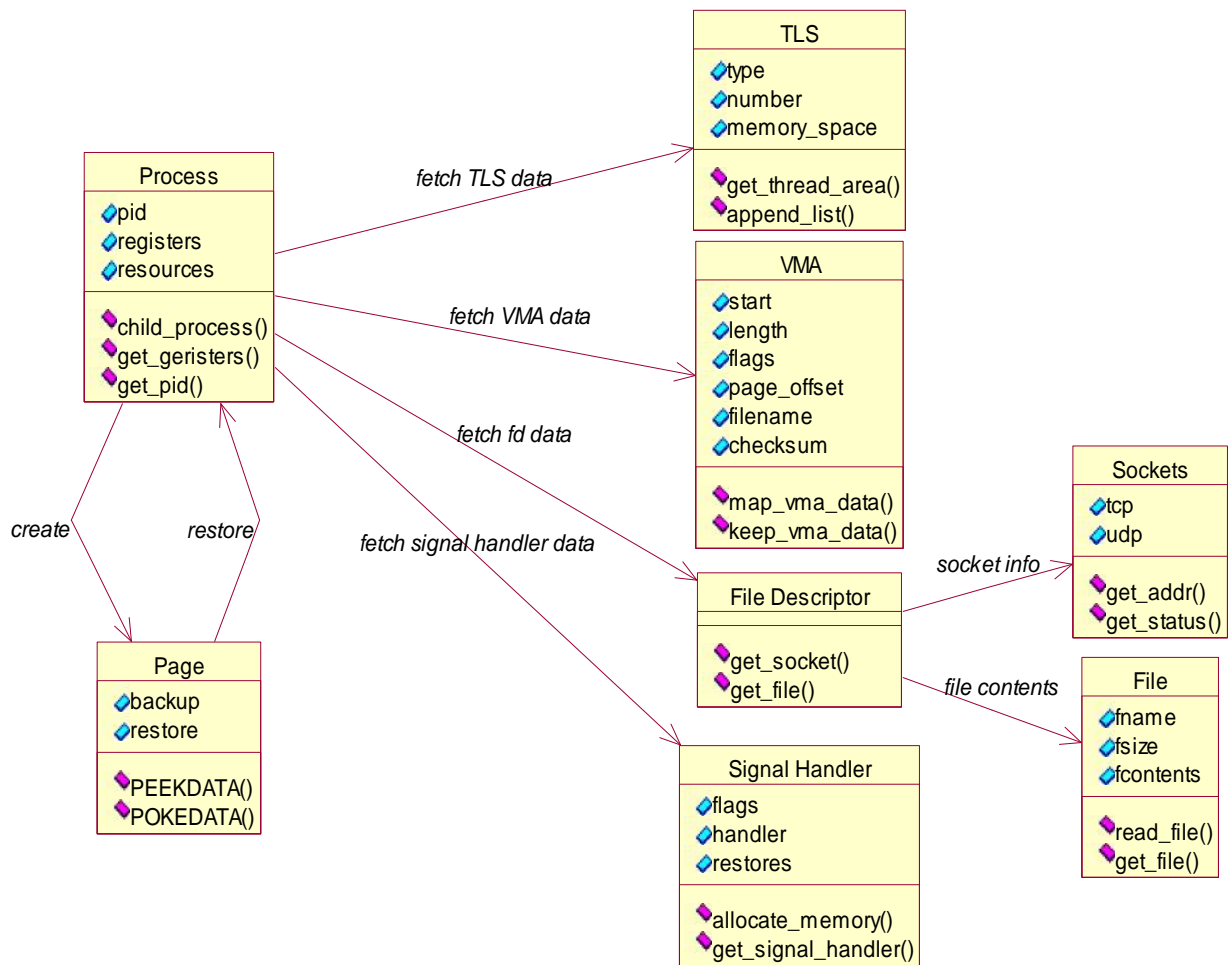 TLS
type
number
memory_space
get_thread_area()
append_list()
Process
pid
registers
resources
child_process()
get_geristers()
get_pid()
fetch TLS data
VMA
start
length
flags
page_offset
filename
checksum
map_vma_data()
keep_vma_data()
fetch VMA data
fetch fd data
fetch signal handler data
create
restore
File Descriptor
get_socket()
get_file()
socket info
file contents
Sockets
tcp
udp
get_addr()
get_status()
Page
backup
restore
PEEKDATA()
POKEDATA()
Signal Handler
flags
handler
restores
allocate_memory()
get_signal_handler()
File
fname
fsize
fcontents
read_file()
get_file()